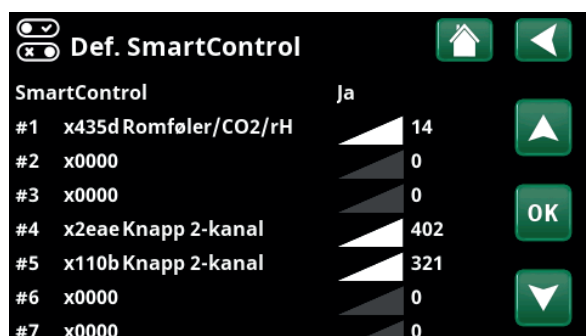 Def. SmartControl
SmartControl Ja
#1 x435d Romføler/CO2/rH 14
#2 x0000 0
#3 x0000 0
#4 x2eae Knapp 2-kanal 402
OK
#5 x110b Knapp 2-kanal 321
#6 x0000 0
#7 x0000 0